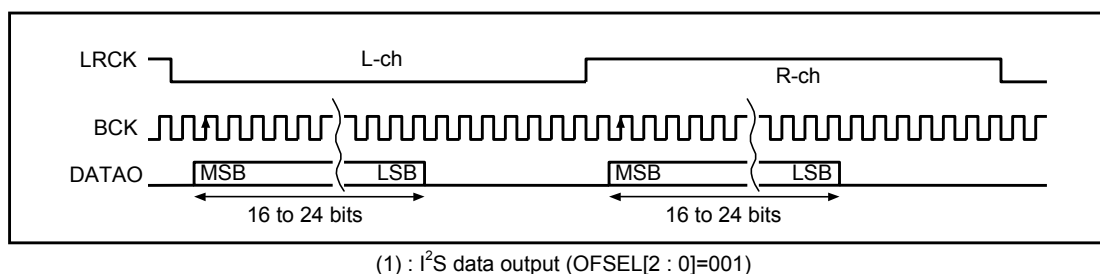 LRCK
L-ch
R-ch
BCK
DATAO
MSB
LSB
MSB
LSB
16 to 24 bits
16 to 24 bits
(1) : I²S data output (OFSEL[2 : 0]=001)